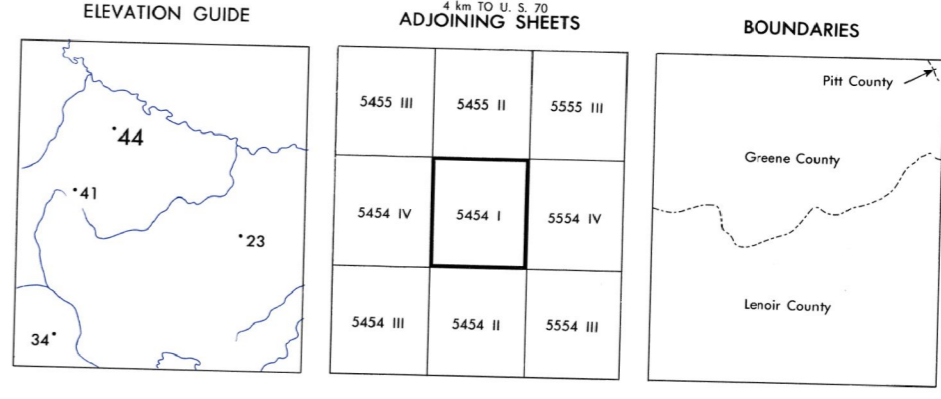 ELEVATION GUIDE
44
41
23
34
4 km TO U. S. 70
ADJOINING SHEETS
5455 III 5455 II 5555 III
5454 IV 5454 I 5554 IV
5454 III 5454 II 5554 III
BOUNDARIES
Pitt County
Greene County
Lenoir County